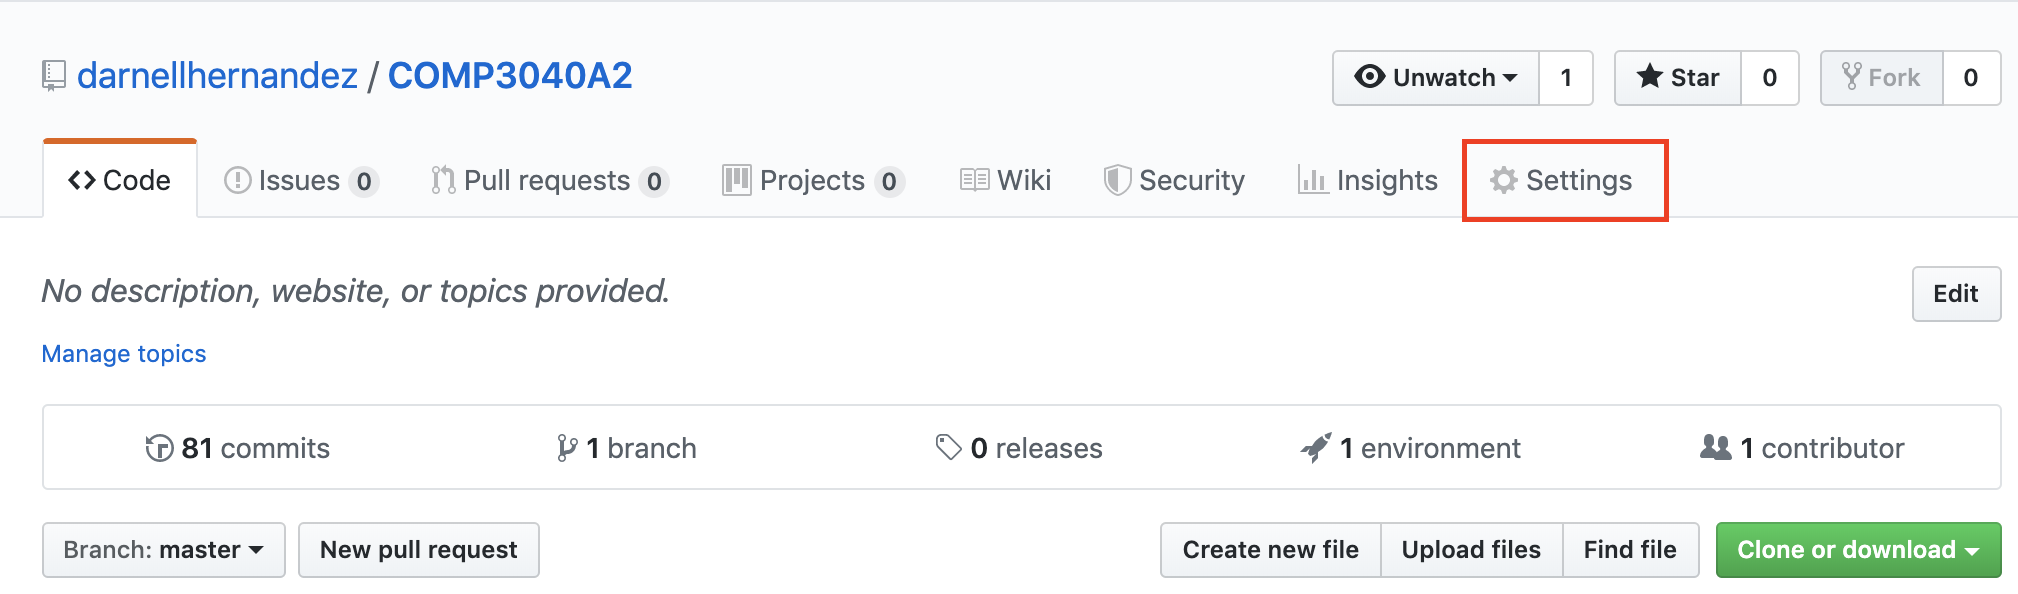 darnellhernandez / COMP3040A2
Unwatch 1 Star 0 Fork 0
Code Issues 0 Pull requests 0 Projects 0 Wiki Security Insights Settings
No description, website, or topics provided.
Edit
Manage topics
81 commits 1 branch 0 releases 1 environment 1 contributor
Branch: master New pull request Create new file Upload files Find file Clone or download